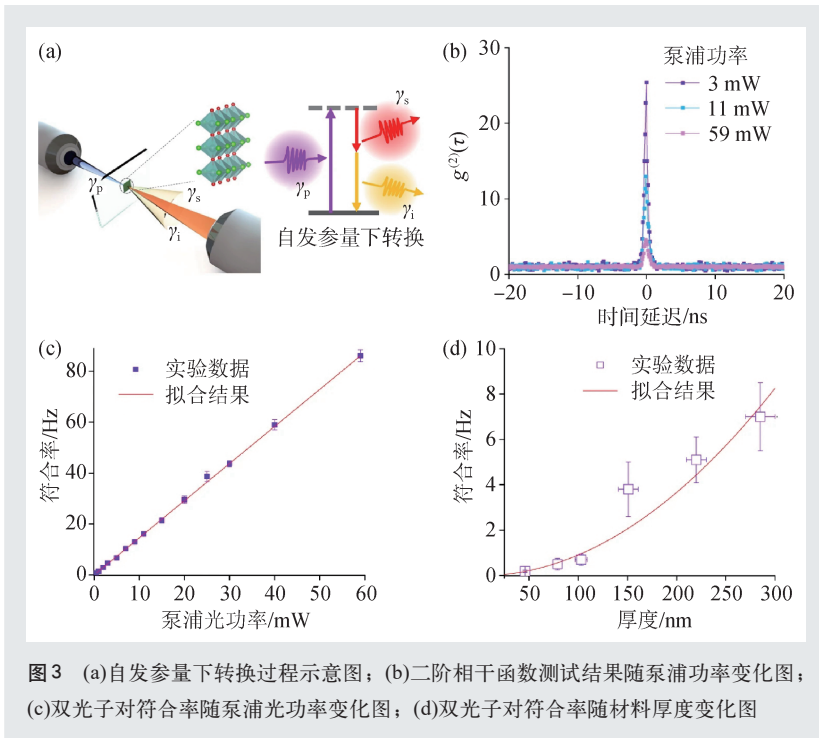 (a)
γp
γs
γi
γp
γs
γi
自发参量下转换
(b)
泵浦功率
3 mW
11 mW
59 mW
g(2)(τ)
30
20
10
0
−20 −10 0 10 20
时间延迟/ns
(c)
实验数据
拟合结果
符合率/Hz
80
60
40
20
0
0 10 20 30 40 50 60
泵浦光功率/mW
(d)
实验数据
拟合结果
符合率/Hz
10
8
6
4
2
0
50 100 150 200 250 300
厚度/nm
图3 (a)自发参量下转换过程示意图；(b)二阶相干函数测试结果随泵浦功率变化图；
(c)双光子对符合率随泵浦光功率变化图；(d)双光子对符合率随材料厚度变化图